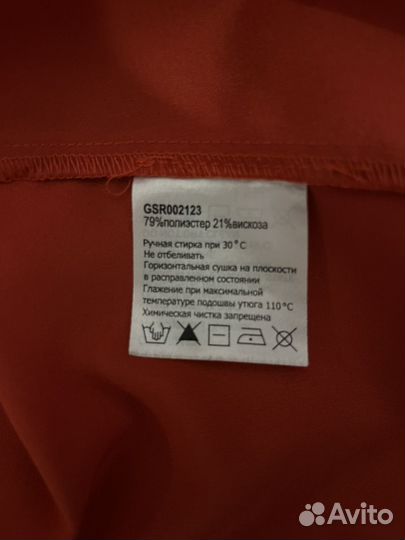 GSR002123
79%полиэстер 21%вискоза
Ручная стирка при 30°С
Не отбеливать
Горизонтальная сушка на плоскости
в расправленном состоянии
Глажение при максимальной
температуре подошвы утюга 110°С
Химическая чистка запрещена
Avito